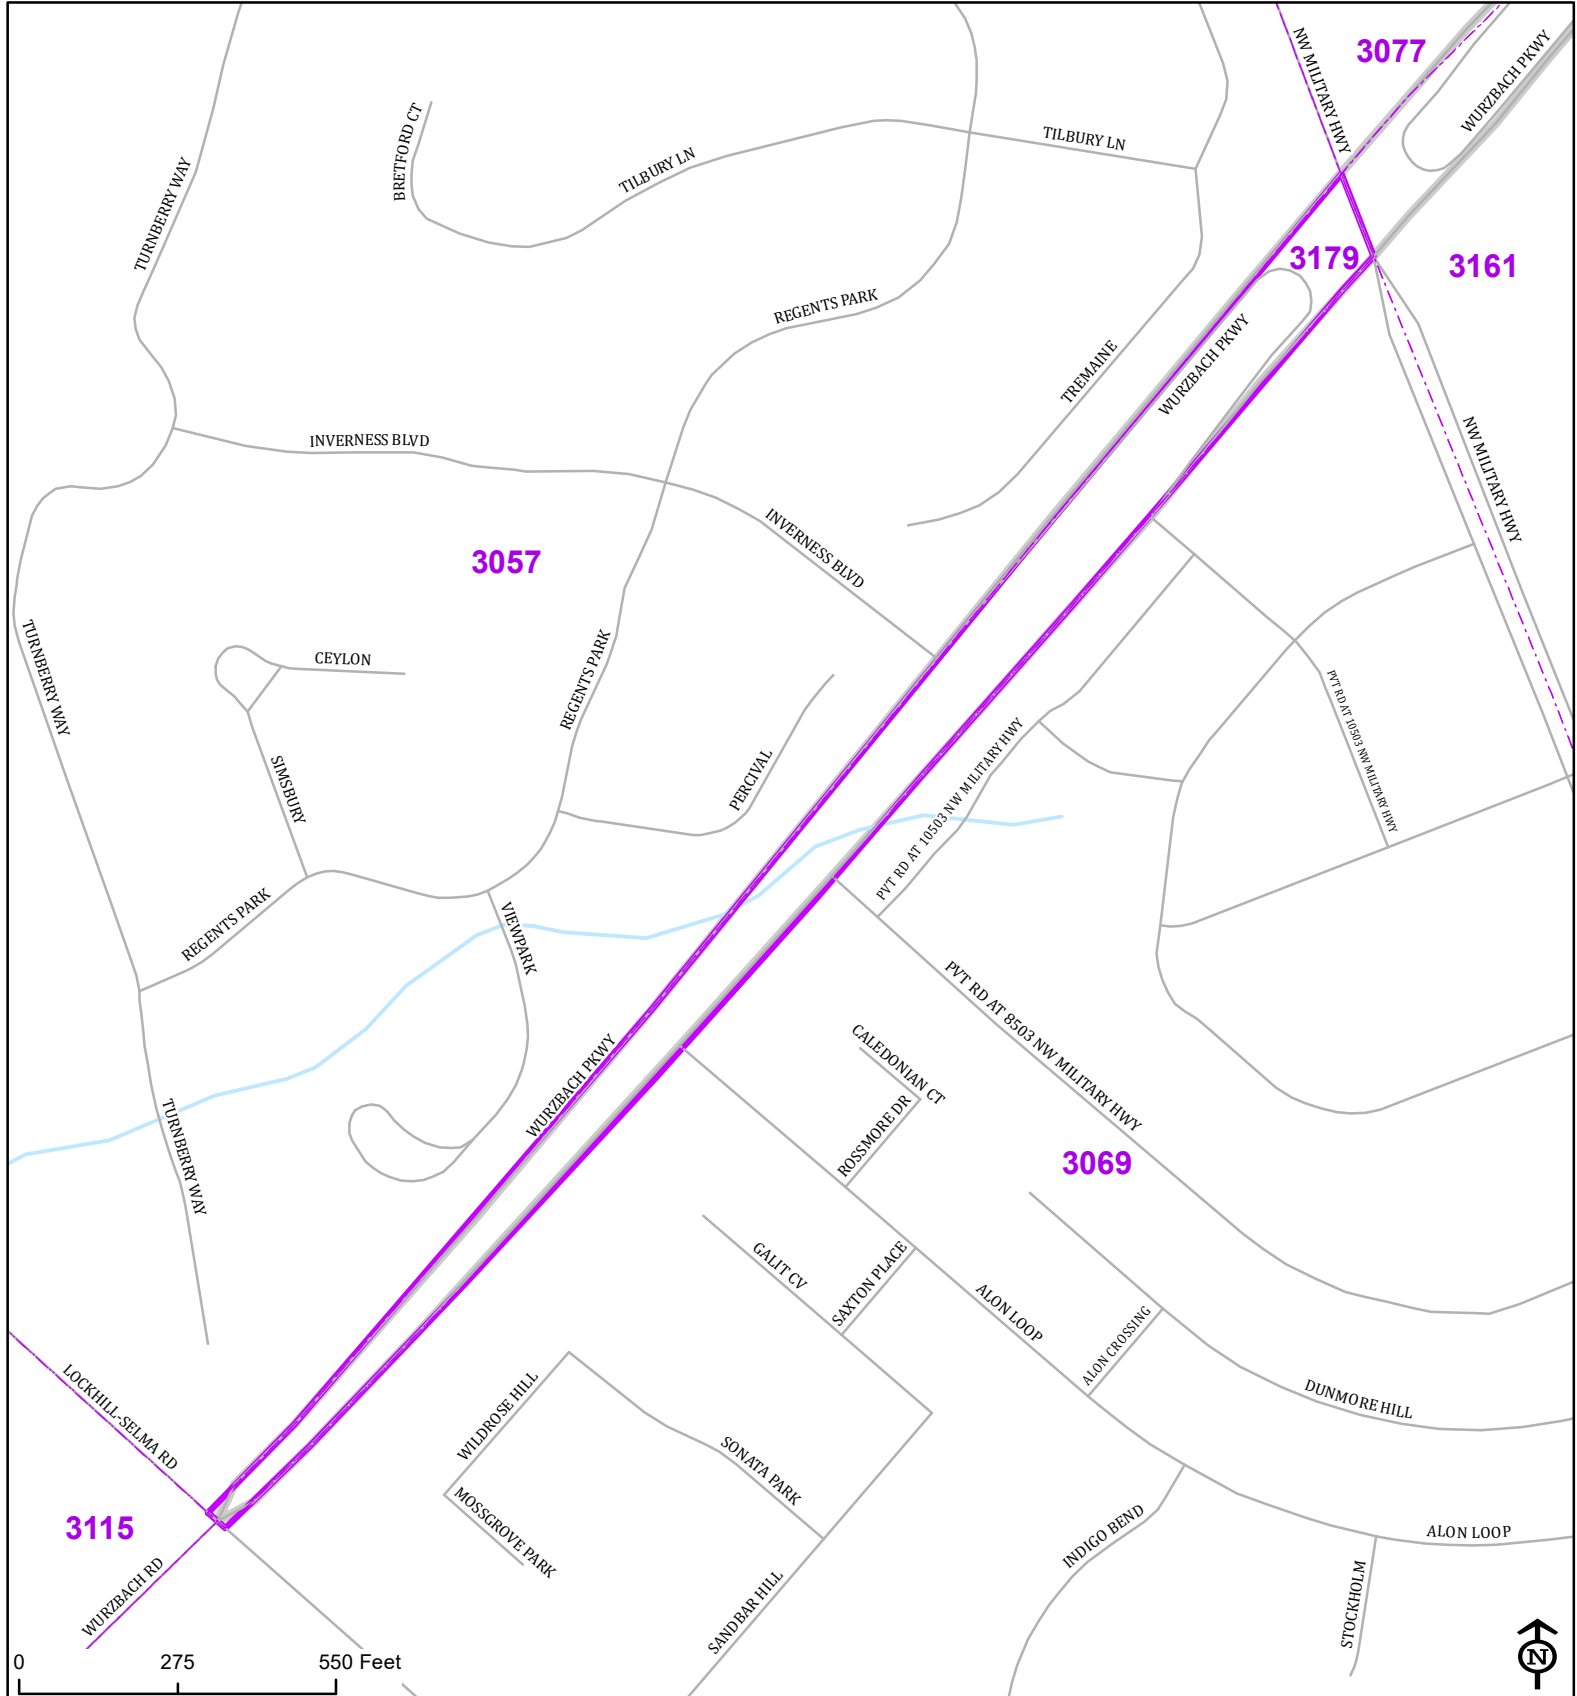 3077
NW MILITARY HWY
WURZBACH PKWY
BRETFORD CT
TILBURY LN
TILBURY LN
TURNBERRY WAY
3179
3161
REGENTS PARK
WURZBACH PKWY
TREMAINE
INVERNESS BLVD
NW MILITARY HWY
INVERNESS BLVD
3057
TURNBERRY WAY
CEYLON
REGENTS PARK
PVT RD AT 10503 NW MILITARY HWY
SIMSBURY
PERCIVAL
PVT RD AT 10503 NW MILITARY HWY
REGENTS PARK
VIEWPARK
PVT RD AT 8503 NW MILITARY HWY
WURZBACH PKWY
CALEDONIAN CT
ROSSMORE DR
TURNBERRY WAY
3069
GALIT CV
SAXTON PLACE
ALON LOOP
ALON CROSSING
LOCKHILL-SELMA RD
WILDROSE HILL
DUNMORE HILL
SONATA PARK
3115
MOSSGROVE PARK
INDIGO BEND
ALON LOOP
WURZBACH RD
SANDBAR HILL
STOCKHOLM
0 275 550 Feet
N